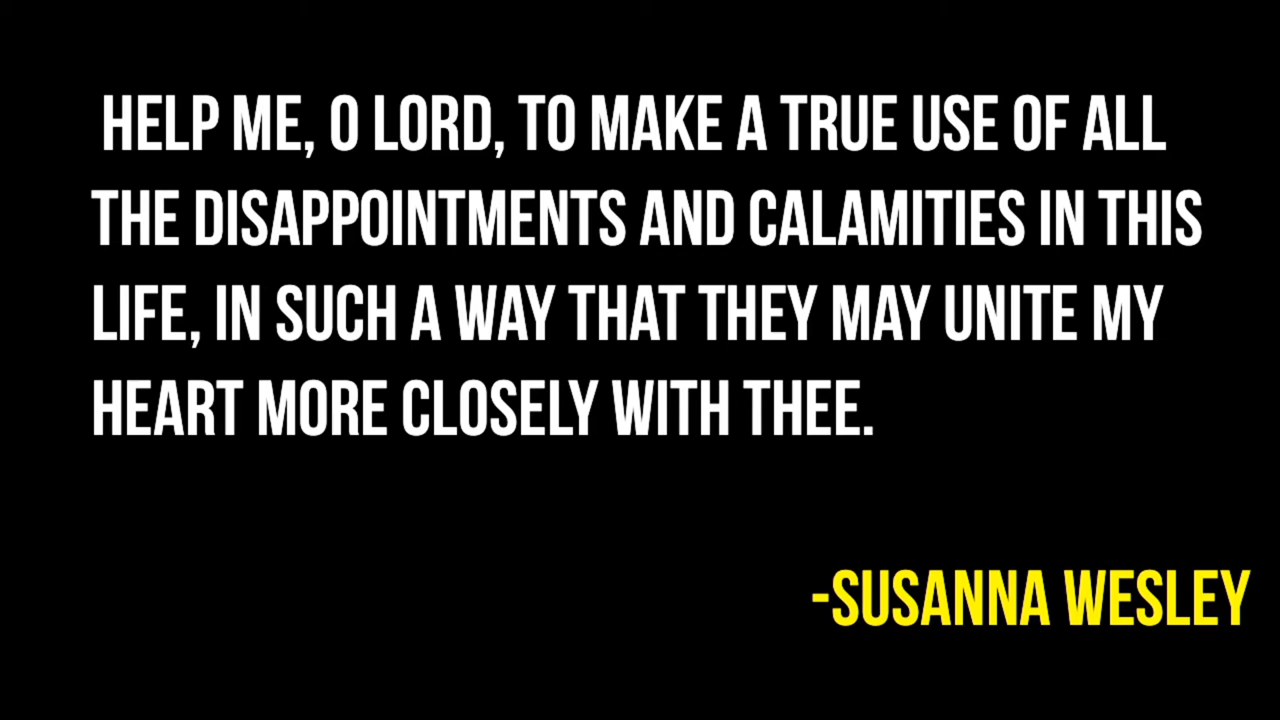 HELP ME, O LORD, TO MAKE A TRUE USE OF ALL
THE DISAPPOINTMENTS AND CALAMITIES IN THIS
LIFE, IN SUCH A WAY THAT THEY MAY UNITE MY
HEART MORE CLOSELY WITH THEE.
-SUSANNA WESLEY